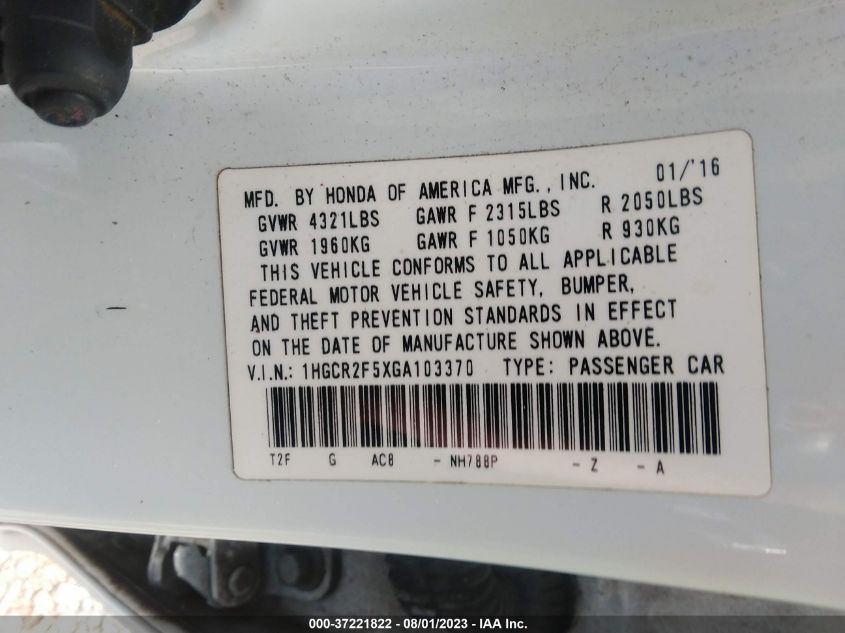 MFD. BY HONDA OF AMERICA MFG., INC. 01/'16
GVWR 4321LBS GAWR F 2315LBS R 2050LBS
GVWR 1960KG GAWR F 1050KG R 930KG
THIS VEHICLE CONFORMS TO ALL APPLICABLE
FEDERAL MOTOR VEHICLE SAFETY, BUMPER,
AND THEFT PREVENTION STANDARDS IN EFFECT
ON THE DATE OF MANUFACTURE SHOWN ABOVE.
V.I.N.: 1HGCR2F5XGA103370 TYPE: PASSENGER CAR
T2F G AC8 - NH788P - Z - A
000-37221822 - 08/01/2023 - IAA Inc.